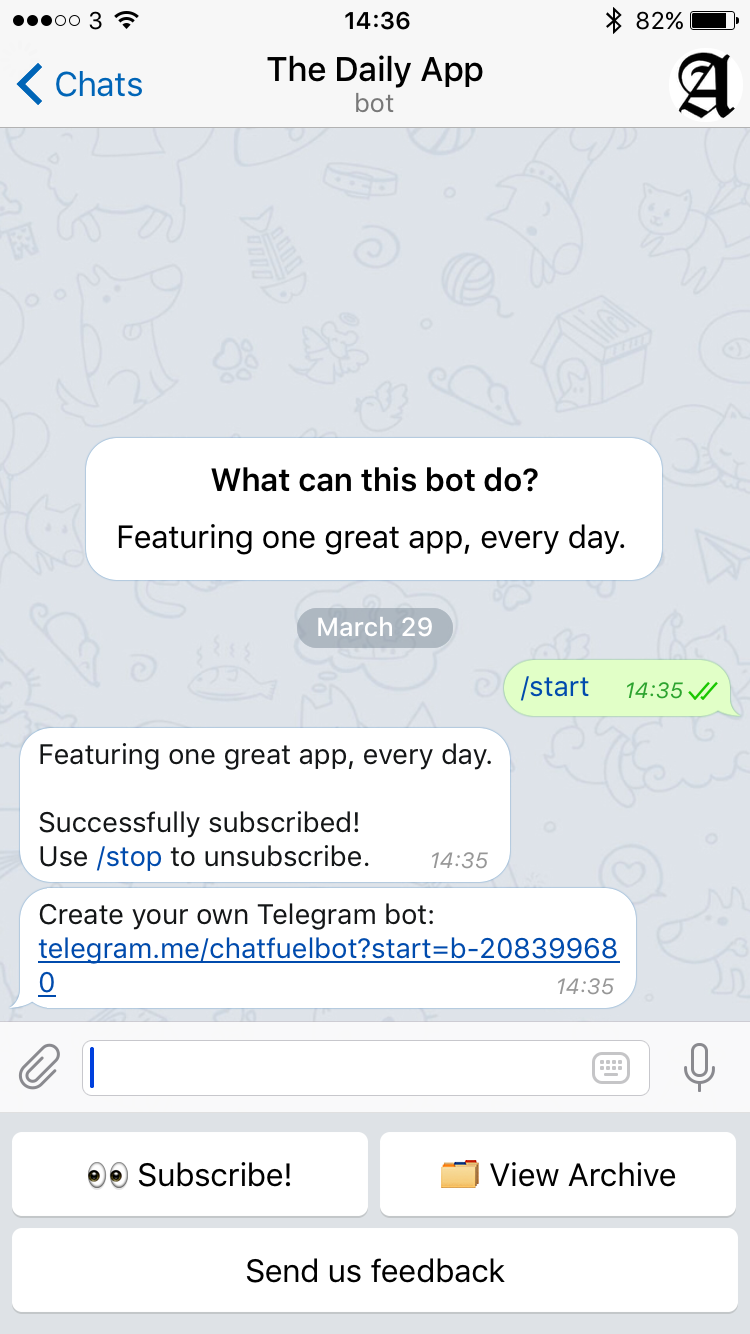 3 14:36 82%
Chats The Daily App
bot
What can this bot do?
Featuring one great app, every day.
March 29
/start 14:35
Featuring one great app, every day.
Successfully subscribed!
Use /stop to unsubscribe. 14:35
Create your own Telegram bot:
telegram.me/chatfuelbot?start=b-20839968
0 14:35
Subscribe! View Archive
Send us feedback